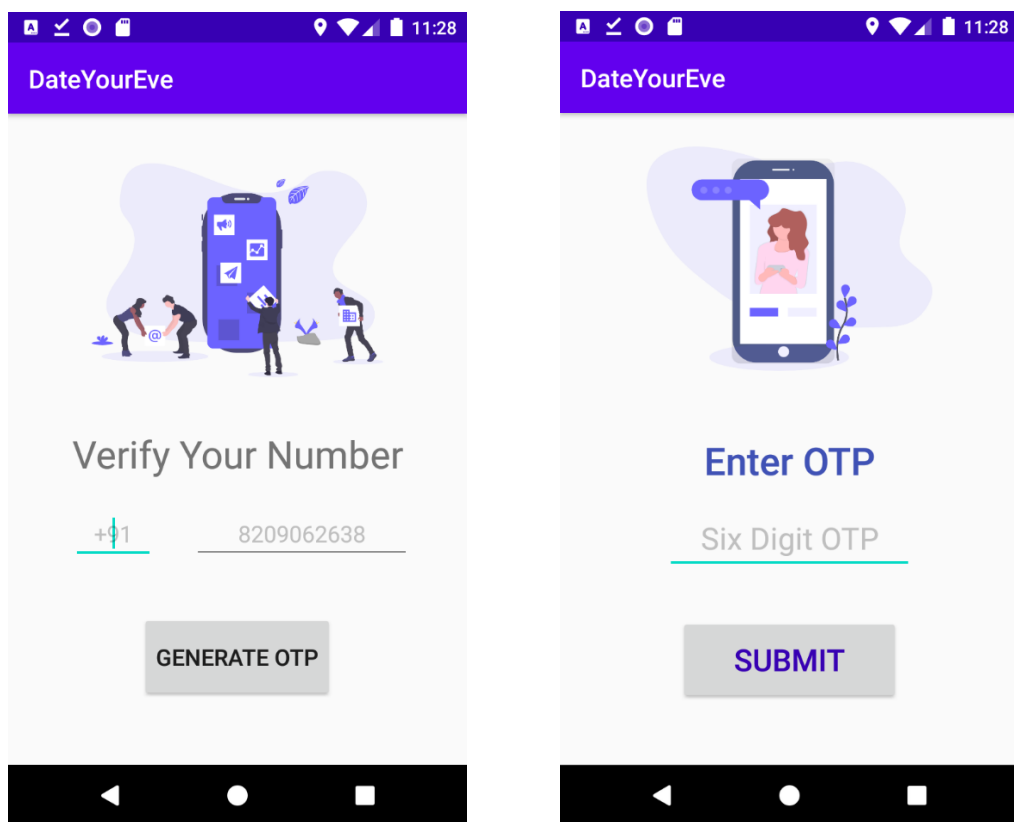 11:28
DateYourEve
@
Verify Your Number
+91 8209062638
GENERATE OTP
11:28
DateYourEve
Enter OTP
Six Digit OTP
SUBMIT